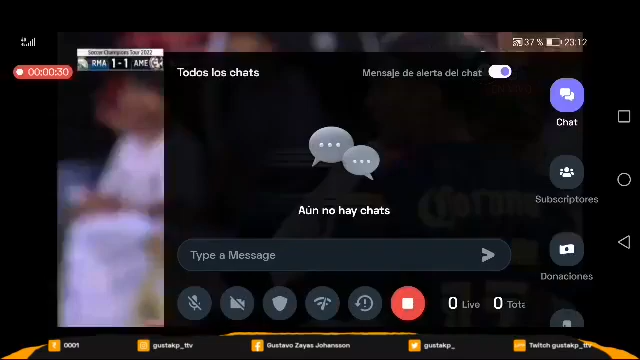 37 % 23:12
Soccer Champions Tour 2022
RMA 1-1 AME
00:00:30
Todos los chats
Mensaje de alerta del chat
Chat
Subscriptores
Corona
Aún no hay chats
Type a Message
Donaciones
0 Live 0 Tota
0001 gustakp_ttv Gustavo Zayas Johansson gustakp_ Twitch gustakp_ttv